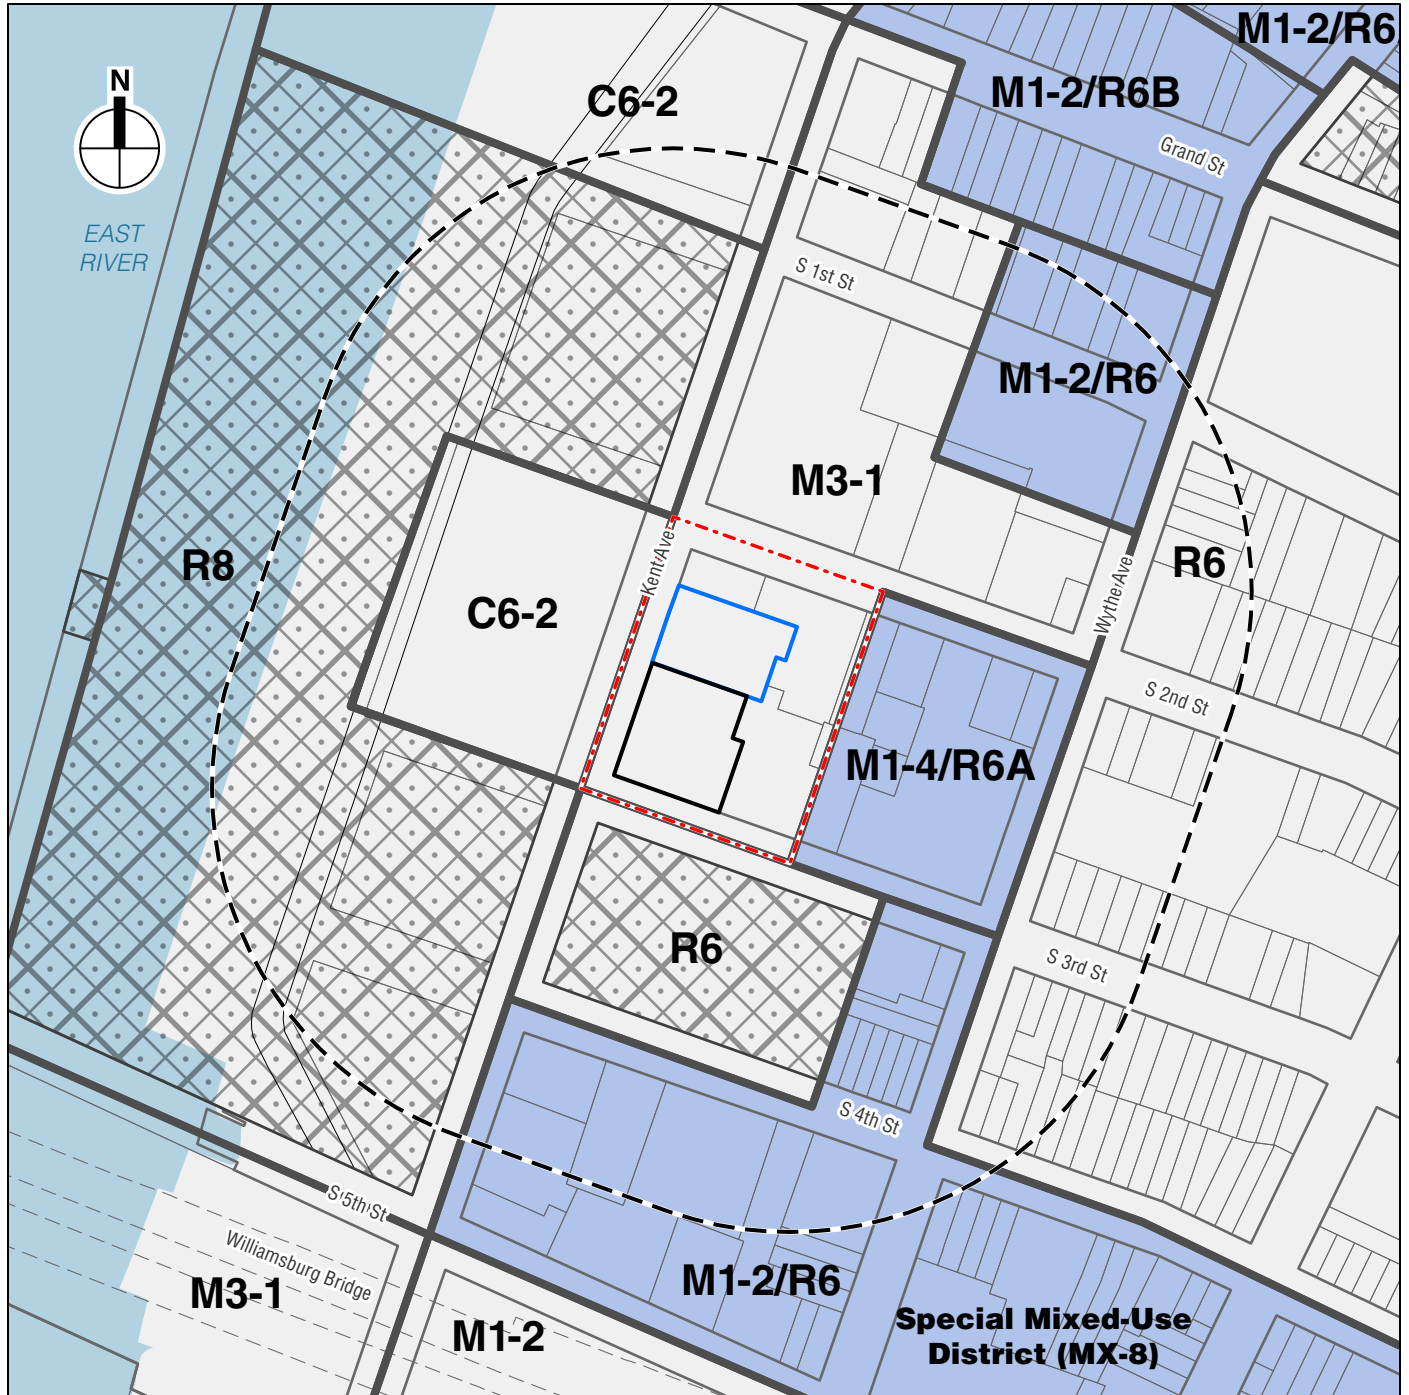 M1-2/R6
N
C6-2
M1-2/R6B
Grand St
EAST
RIVER
S 1st St
M1-2/R6
M3-1
Kent Ave
R8
R6
Wythe Ave
C6-2
S 2nd St
M1-4/R6A
R6
S 3rd St
S 4th St
S 5th St
Williamsburg Bridge
M3-1
M1-2/R6
M1-2
Special Mixed-Use
District (MX-8)